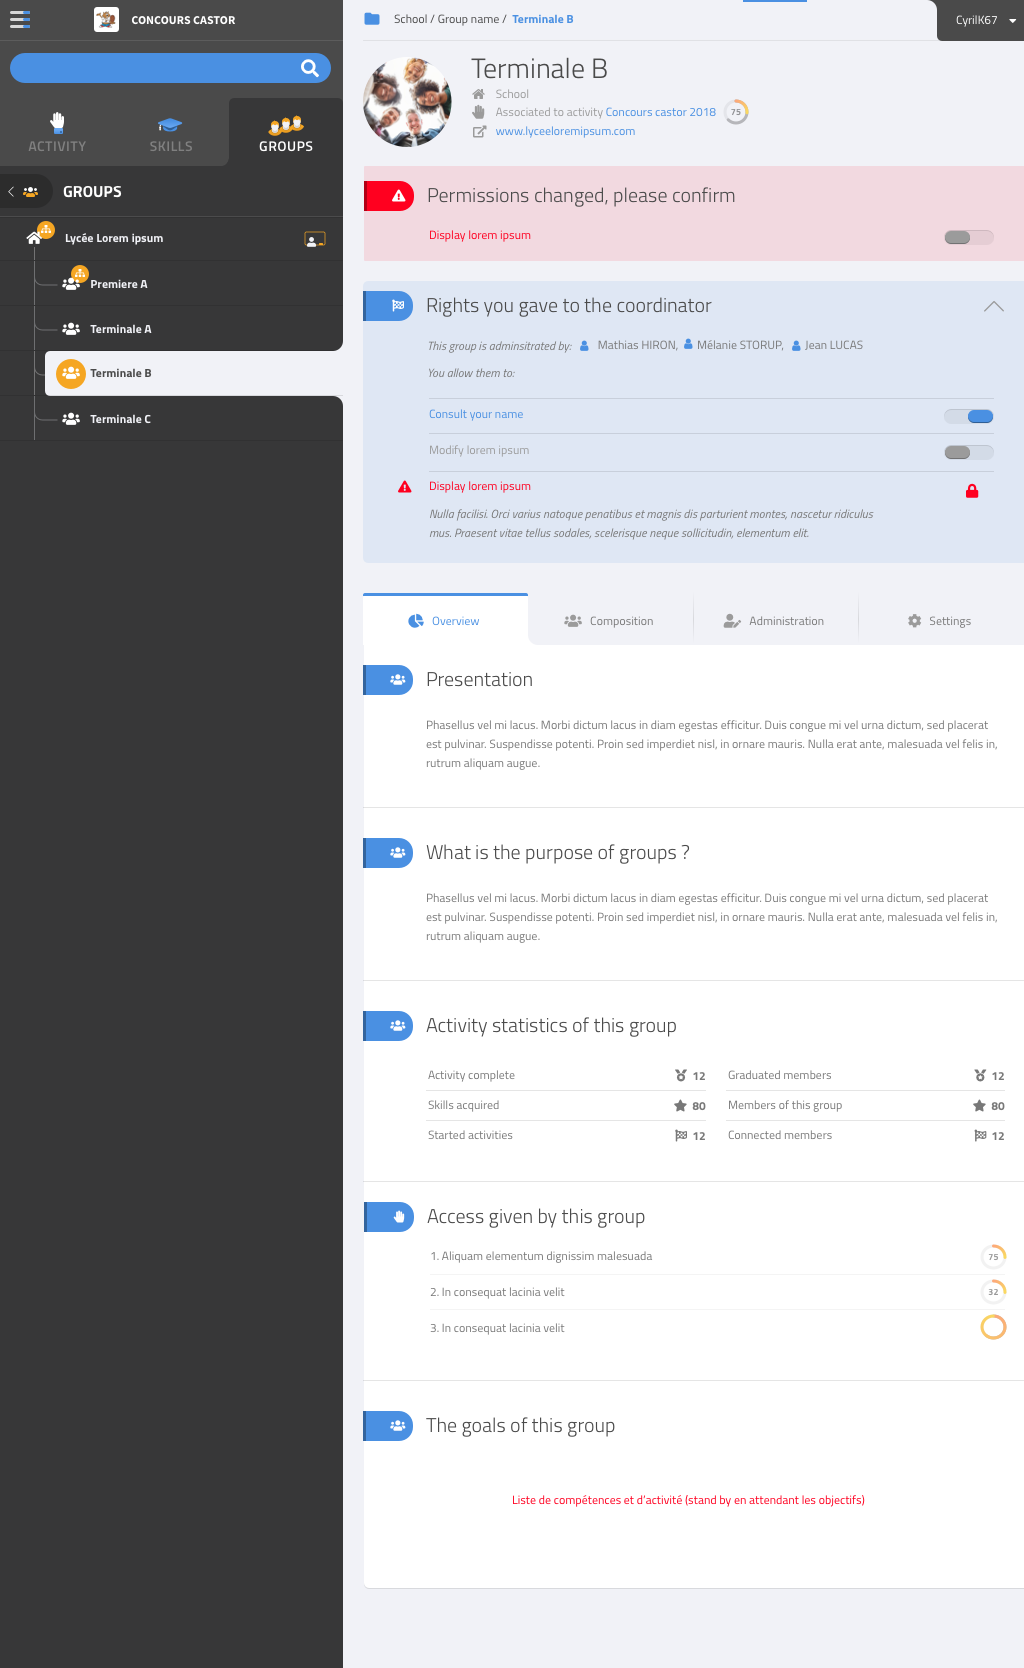 CONCOURS CASTOR
School / Group name / Terminale B
CyrilK67
ACTIVITY
SKILLS
GROUPS
GROUPS
Lycée Lorem ipsum
Premiere A
Terminale A
Terminale B
Terminale C
Terminale B
School
Associated to activity Concours castor 2018 75
www.lyceeloremipsum.com
Permissions changed, please confirm
Display lorem ipsum
Rights you gave to the coordinator
This group is adminsitrated by: Mathias HIRON, Mélanie STORUP, Jean LUCAS
You allow them to:
Consult your name
Modify lorem ipsum
Display lorem ipsum
Nulla facilisi. Orci varius natoque penatibus et magnis dis parturient montes, nascetur ridiculus
mus. Praesent vitae tellus sodales, scelerisque neque sollicitudin, elementum elit.
Overview
Composition
Administration
Settings
Presentation
Phasellus vel mi lacus. Morbi dictum lacus in diam egestas efficitur. Duis congue mi vel urna dictum, sed placerat
est pulvinar. Suspendisse potenti. Proin sed imperdiet nisl, in ornare mauris. Nulla erat ante, malesuada vel felis in,
rutrum aliquam augue.
What is the purpose of groups ?
Phasellus vel mi lacus. Morbi dictum lacus in diam egestas efficitur. Duis congue mi vel urna dictum, sed placerat
est pulvinar. Suspendisse potenti. Proin sed imperdiet nisl, in ornare mauris. Nulla erat ante, malesuada vel felis in,
rutrum aliquam augue.
Activity statistics of this group
Activity complete 12
Graduated members 12
Skills acquired 80
Members of this group 80
Started activities 12
Connected members 12
Access given by this group
1. Aliquam elementum dignissim malesuada 75
2. In consequat lacinia velit 32
3. In consequat lacinia velit
The goals of this group
Liste de compétences et d'activité (stand by en attendant les objectifs)